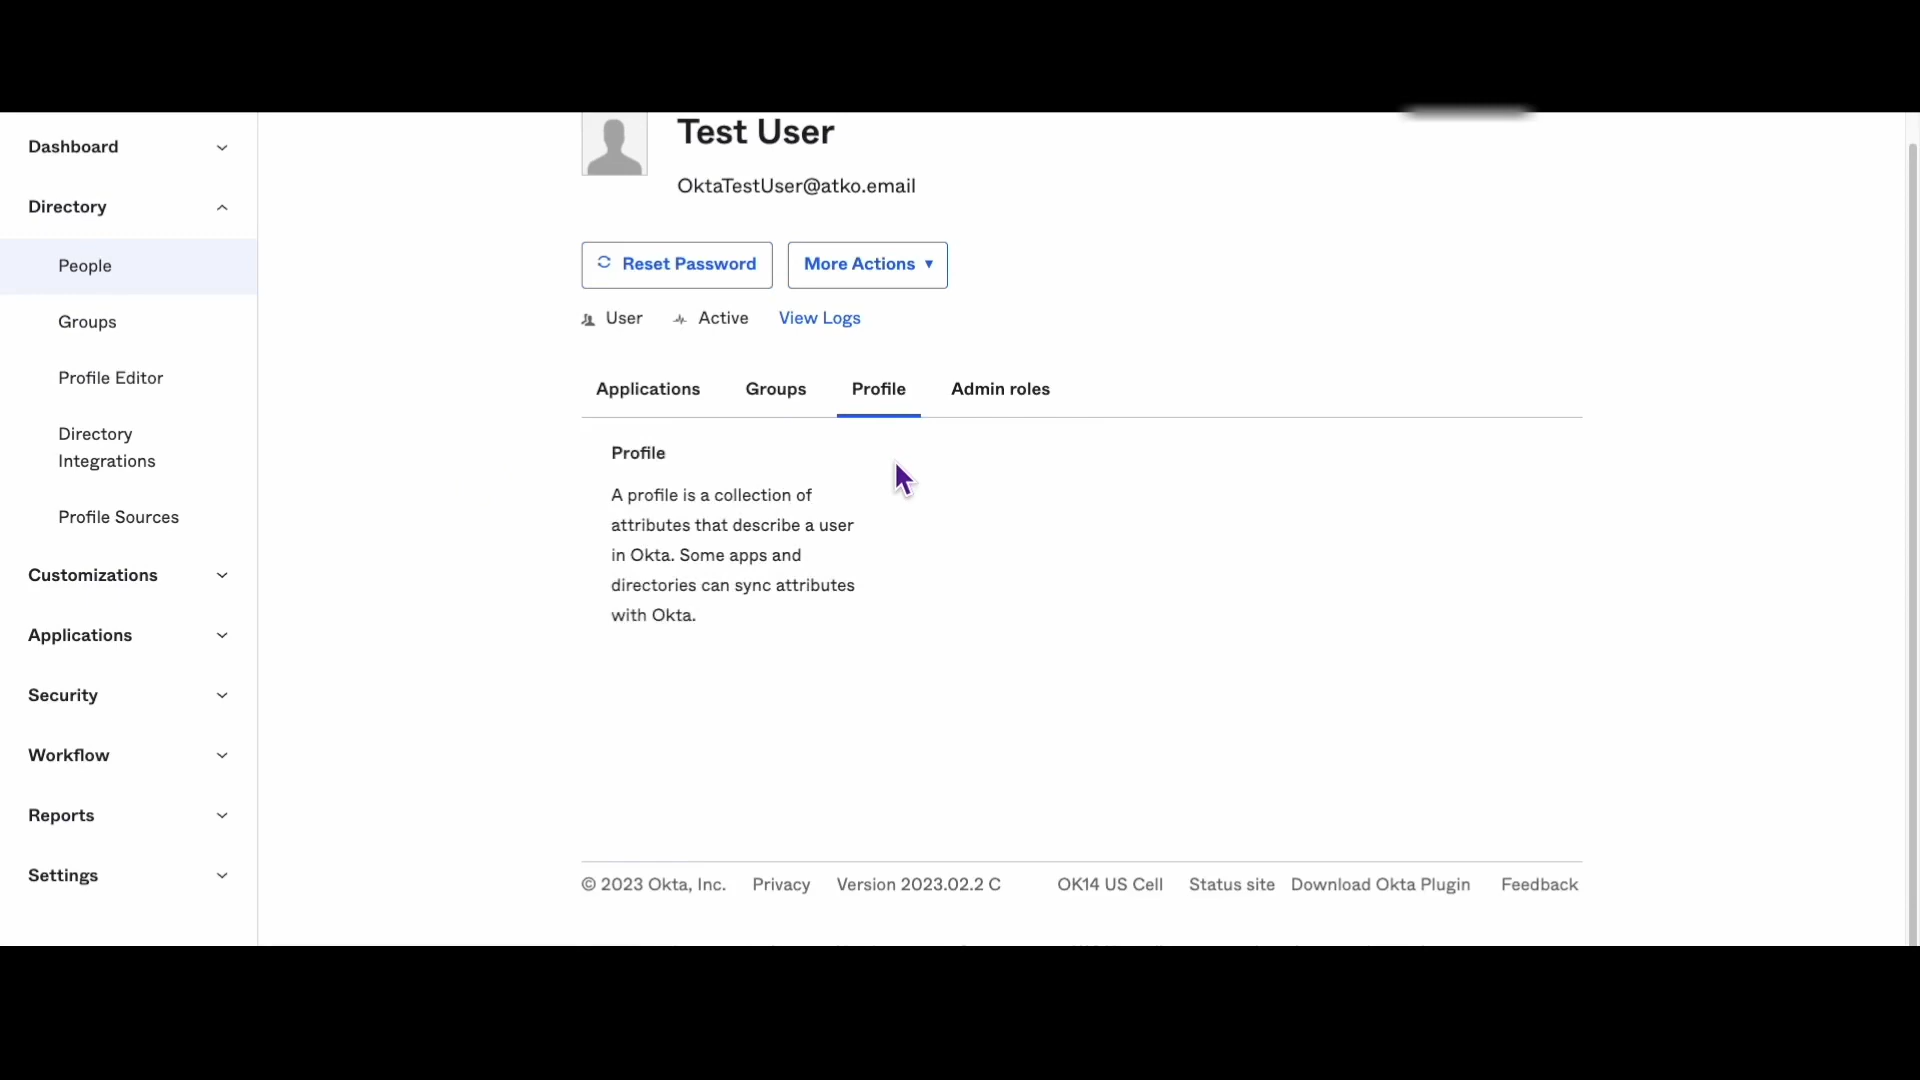 Dashboard
Directory
People
Groups
Profile Editor
Directory
Integrations
Profile Sources
Customizations
Applications
Security
Workflow
Reports
Settings
Test User
OktaTestUser@atko.email
Reset Password
More Actions ▼
User Active View Logs
Applications Groups Profile Admin roles
Profile
A profile is a collection of
attributes that describe a user
in Okta. Some apps and
directories can sync attributes
with Okta.
© 2023 Okta, Inc. Privacy Version 2023.02.2 C OK14 US Cell Status site Download Okta Plugin Feedback